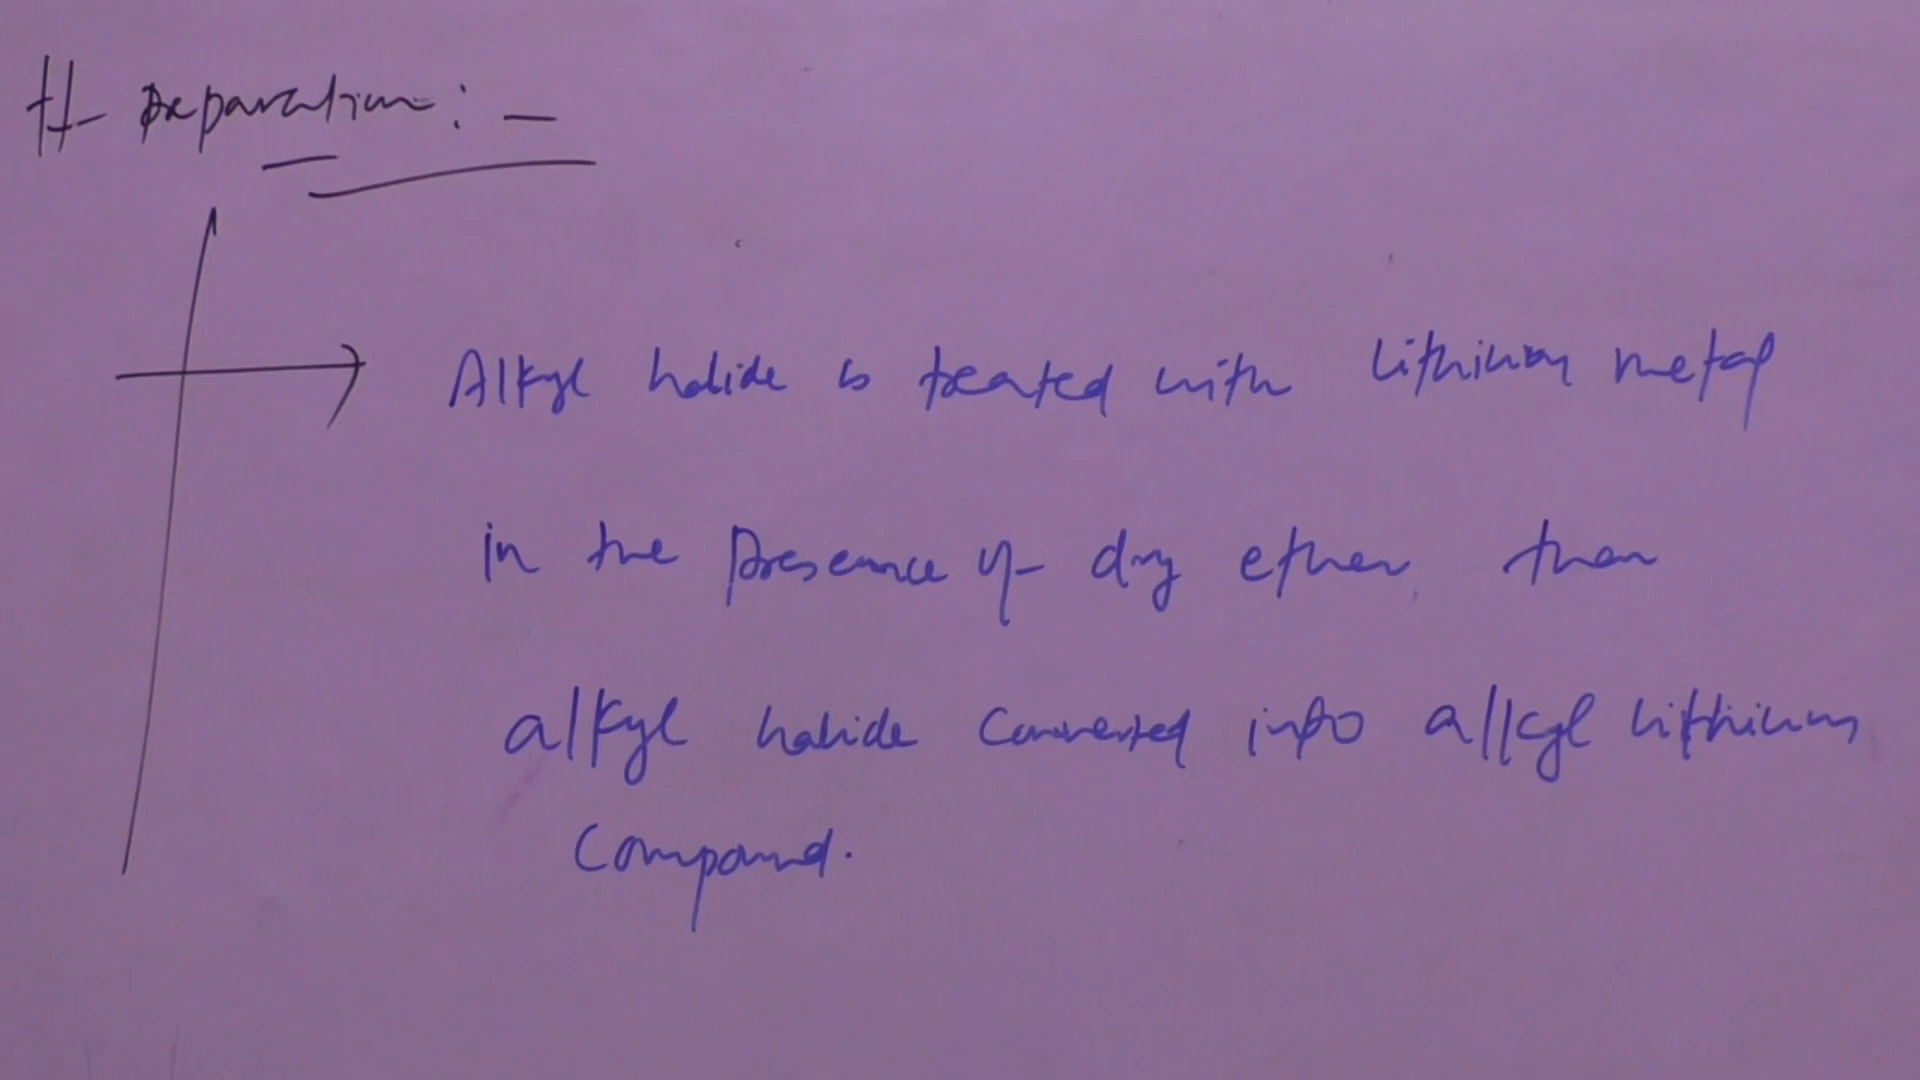 # Preparation: -
Alkyl halide is treated with lithium metal
in the presence of dry ether then
alkyl halide converted into alkyl lithium
compound.